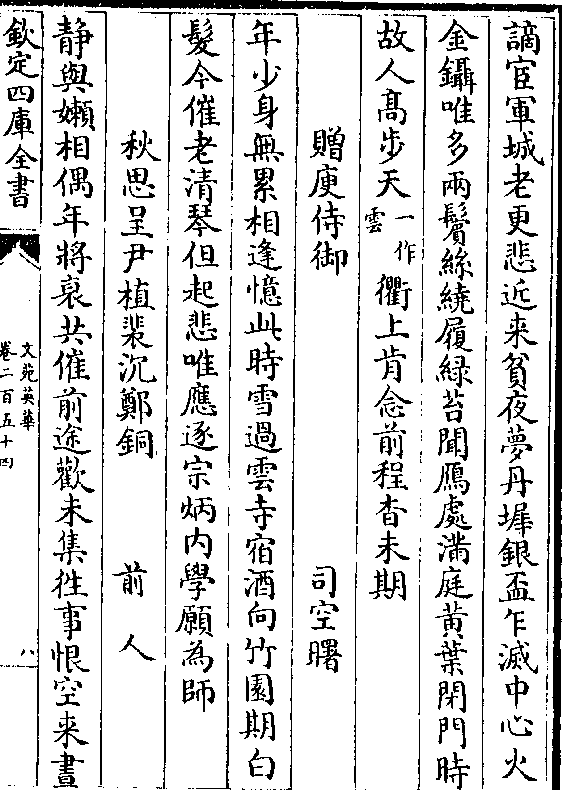 謫宦軍城老更悲近来貧夜夢丹墀銀盃乍滅中心火
金鑷唯多兩鬢絲繞履緑苔聞鴈處滿庭黄葉閉門時
故人髙步天一作雲衢上肯念前程杳未期
贈庾侍御 司空曙
年少身無累相逢憶此時雪過雲寺宿酒向竹園期白
髮今催老清琴但起悲唯應逐宗炳内學願為師
秋思呈尹植裴沉鄭銅 前人
静與嬾相偶年將衰共催前途歡未集徃事恨空来晝
欽定四庫全書
文苑英華
卷二百五十四
八